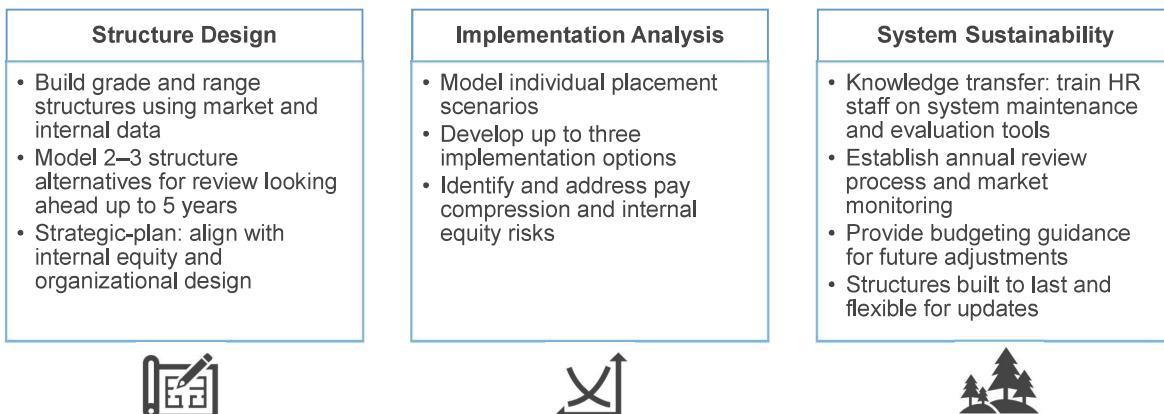 Structure Design
• Build grade and range
structures using market and
internal data
• Model 2–3 structure
alternatives for review looking
ahead up to 5 years
• Strategic-plan: align with
internal equity and
organizational design
Implementation Analysis
• Model individual placement
scenarios
• Develop up to three
implementation options
• Identify and address pay
compression and internal
equity risks
System Sustainability
• Knowledge transfer: train HR
staff on system maintenance
and evaluation tools
• Establish annual review
process and market
monitoring
• Provide budgeting guidance
for future adjustments
• Structures built to last and
flexible for updates